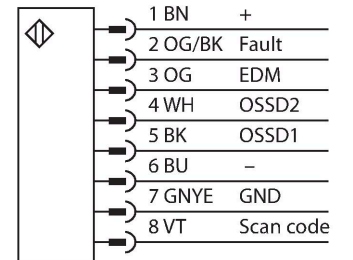 1 BN +
2 OG/BK Fault
3 OG EDM
4 WH OSSD2
5 BK OSSD1
6 BU –
7 GNYE GND
8 VT Scan code